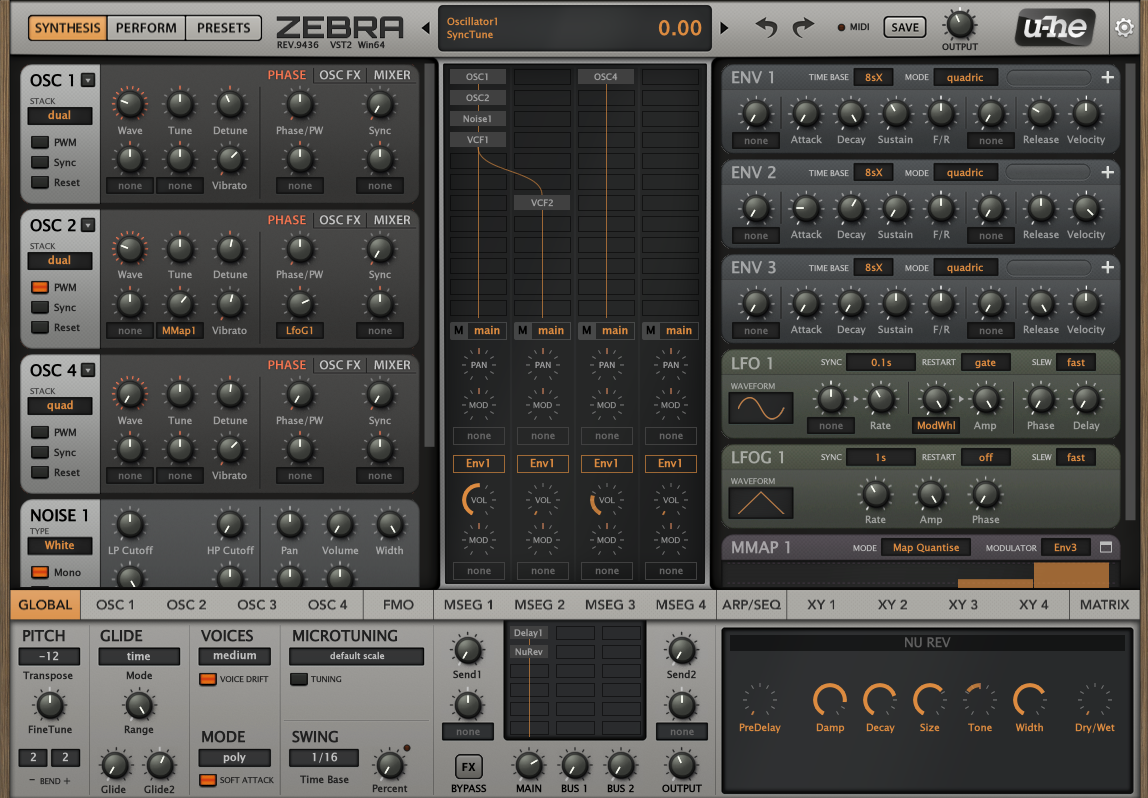 SYNTHESIS PERFORM PRESETS
ZEBRA
REV.9436 VST2 Win64
Oscillator1
SyncTune
0.00
MIDI
SAVE
OUTPUT
u-he
OSC 1
STACK
dual
PWM
Sync
Reset
PHASE OSC FX MIXER
Wave Tune Detune Phase/PW Sync
none none Vibrato none none
OSC 2
STACK
dual
PWM
Sync
Reset
PHASE OSC FX MIXER
Wave Tune Detune Phase/PW Sync
none MMap1 Vibrato LfoG1 none
OSC 4
STACK
quad
PWM
Sync
Reset
PHASE OSC FX MIXER
Wave Tune Detune Phase/PW Sync
none none Vibrato none none
NOISE 1
TYPE
White
Mono
LP Cutoff HP Cutoff Pan Volume Width
OSC1 OSC4
OSC2
Noise1
VCF1
VCF2
M main M main M main M main
PAN PAN PAN PAN
MOD MOD MOD MOD
none none none none
Env1 Env1 Env1 Env1
VOL VOL VOL VOL
MOD MOD MOD MOD
none none none none
ENV 1 TIME BASE 8sX MODE quadric +
none Attack Decay Sustain F/R none Release Velocity
ENV 2 TIME BASE 8sX MODE quadric +
none Attack Decay Sustain F/R none Release Velocity
ENV 3 TIME BASE 8sX MODE quadric +
none Attack Decay Sustain F/R none Release Velocity
LFO 1 SYNC 0.1s RESTART gate SLEW fast
WAVEFORM
none Rate ModWhl Amp Phase Delay
LFOG 1 SYNC 1s RESTART off SLEW fast
WAVEFORM
Rate Amp Phase
MMAP 1 MODE Map Quantise MODULATOR Env3
GLOBAL OSC 1 OSC 2 OSC 3 OSC 4 FMO MSEG 1 MSEG 2 MSEG 3 MSEG 4 ARP/SEQ XY 1 XY 2 XY 3 XY 4 MATRIX
PITCH
-12
Transpose
FineTune
2 2
- BEND +
GLIDE
time
Mode
Range
Glide Glide2
VOICES
medium
VOICE DRIFT
MODE
poly
SOFT ATTACK
MICROTUNING
default scale
TUNING
SWING
1/16
Time Base
Percent
Send1
none
FX
BYPASS
Delay1
NuRev
MAIN BUS 1 BUS 2
Send2
none
OUTPUT
NU REV
PreDelay Damp Decay Size Tone Width Dry/Wet